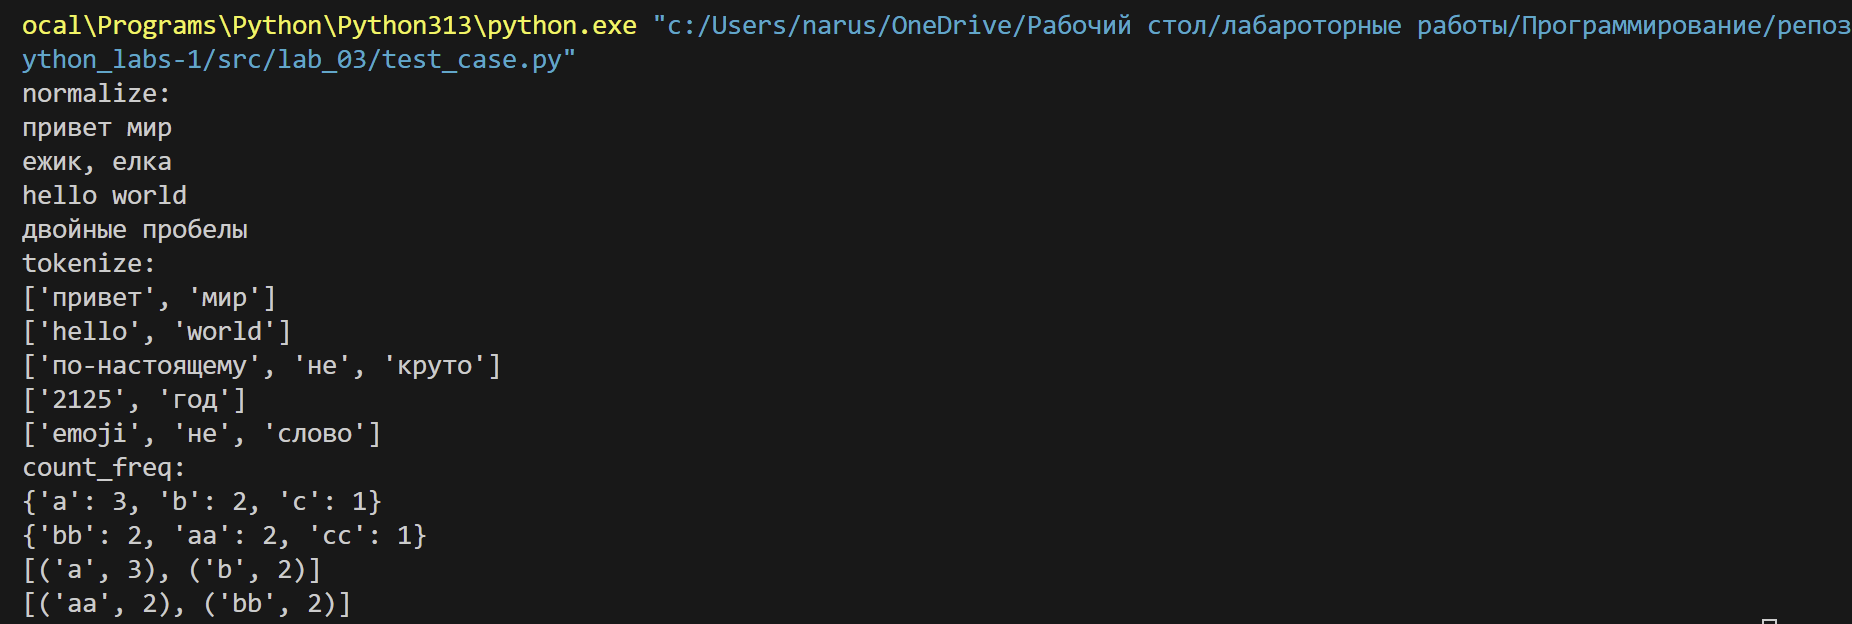 ocal\Programs\Python\Python313\python.exe "c:/Users/narus/OneDrive/Рабочий стол/лабароторные работы/Программирование/репоз
ython_labs-1/src/lab_03/test_case.py"
normalize:
привет мир
ежик, елка
hello world
двойные пробелы
tokenize:
['привет', 'мир']
['hello', 'world']
['по-настоящему', 'не', 'круто']
['2125', 'год']
['emoji', 'не', 'слово']
count_freq:
{'a': 3, 'b': 2, 'c': 1}
{'bb': 2, 'aa': 2, 'cc': 1}
[('a', 3), ('b', 2)]
[('aa', 2), ('bb', 2)]